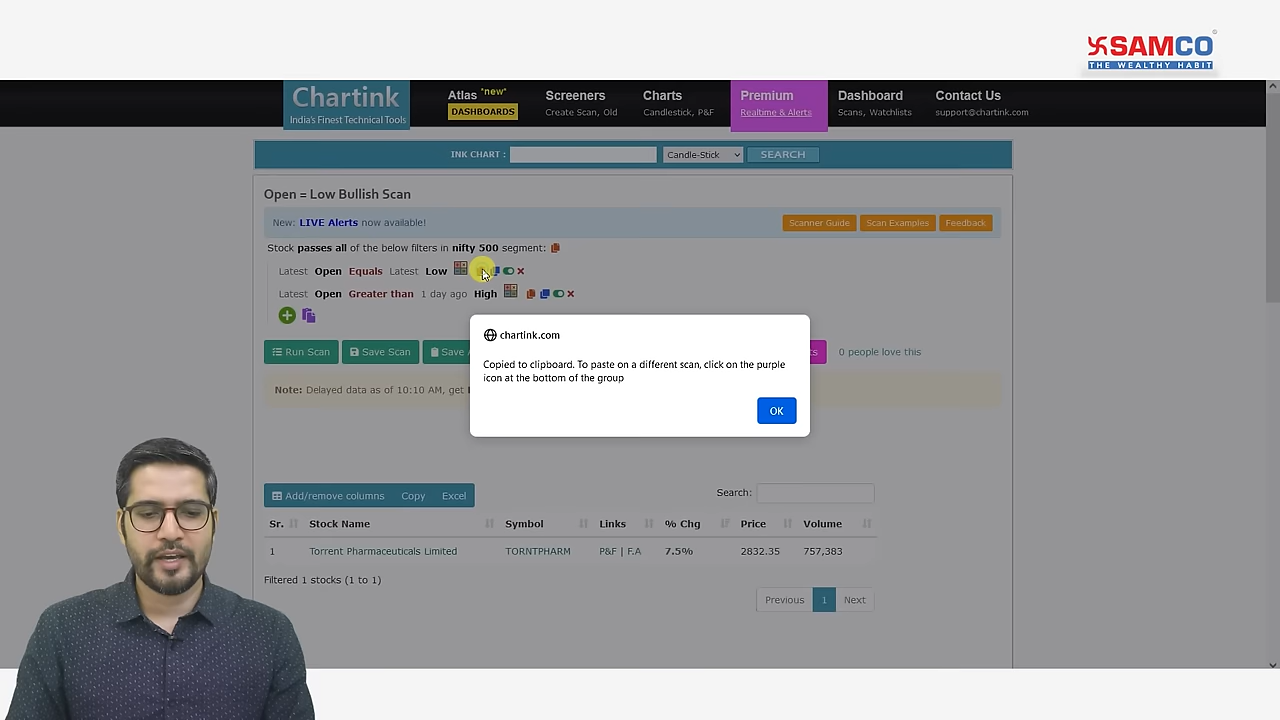 SAMCO
THE WEALTHY HABIT
Chartink
India's Finest Technical Tools
Atlas *new*
DASHBOARDS
Screeners
Create Scan, Old
Charts
Candlestick, P&F
Premium
Realtime & Alerts
Dashboard
Scans, Watchlists
Contact Us
support@chartink.com
INK CHART :
Candle-Stick
SEARCH
Open = Low Bullish Scan
New: LIVE Alerts now available!
Scanner Guide
Scan Examples
Feedback
Stock passes all of the below filters in nifty 500 segment:
Latest Open Equals Latest Low
Latest Open Greater than 1 day ago High
Run Scan
Save Scan
Save
0 people love this
Note: Delayed data as of 10:10 AM, get
chartink.com
Copied to clipboard. To paste on a different scan, click on the purple
icon at the bottom of the group
OK
Add/remove columns Copy Excel
Search:
Sr. Stock Name Symbol Links % Chg Price Volume
1 Torrent Pharmaceuticals Limited TORNTPHARM P&F | F.A 7.5% 2832.35 757,383
Filtered 1 stocks (1 to 1)
Previous 1 Next